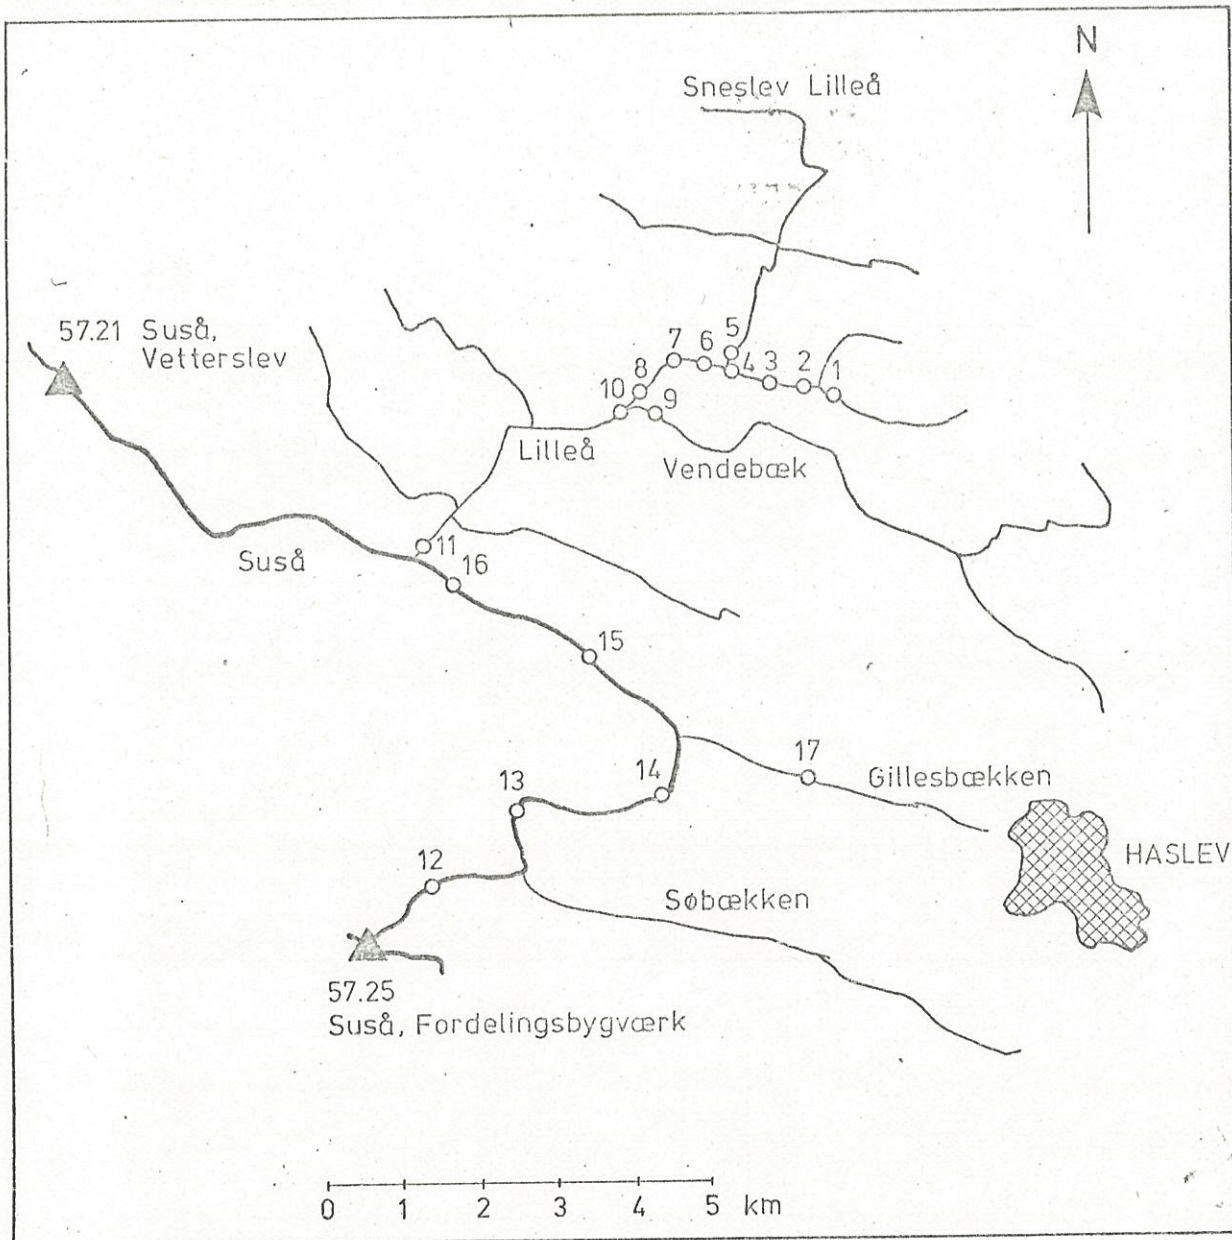 N
Sneslev Lilleå
57.21 Suså,
Vetterslev
7
6
5
4
3
2
1
8
10
9
Lilleå
Vendebæk
11
16
Suså
15
17
14
13
Gillesbækken
HASLEV
12
Søbækken
57.25
Suså, Fordelingsbygværk
0 1 2 3 4 5 km